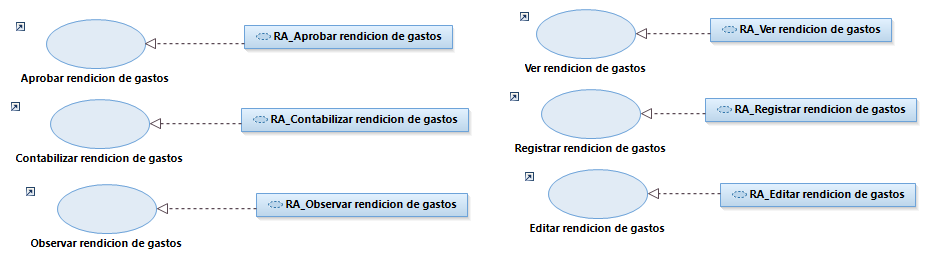 RA_Aprobar rendicion de gastos
Aprobar rendicion de gastos
RA_Contabilizar rendicion de gastos
Contabilizar rendicion de gastos
RA_Observar rendicion de gastos
Observar rendicion de gastos
RA_Ver rendicion de gastos
Ver rendicion de gastos
RA_Registrar rendicion de gastos
Registrar rendicion de gastos
RA_Editar rendicion de gastos
Editar rendicion de gastos